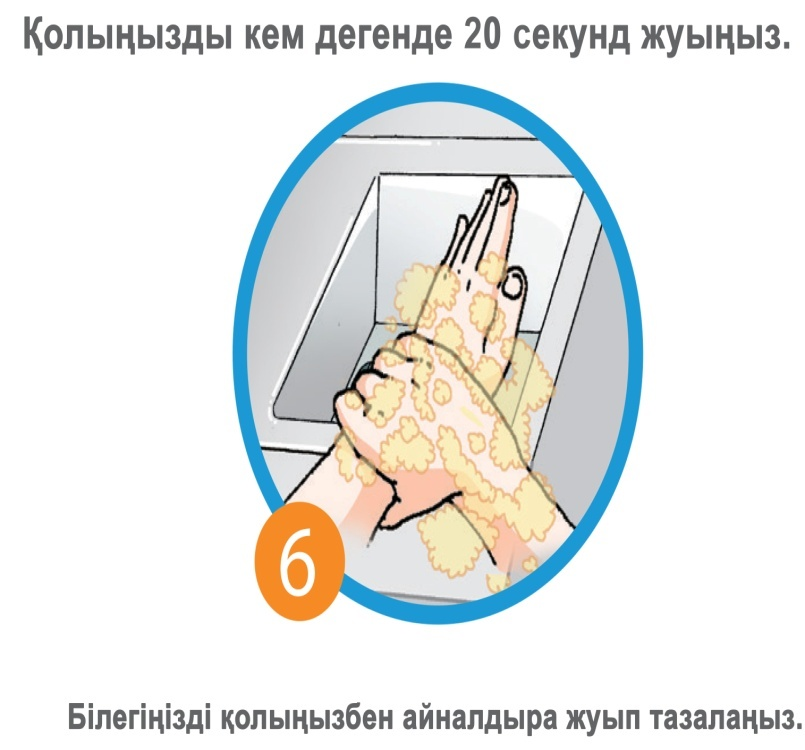 Қолыңызды кем дегенде 20 секунд жуыңыз.
6
Білегіңізді қолыңызбен айналдыра жуып тазалаңыз.